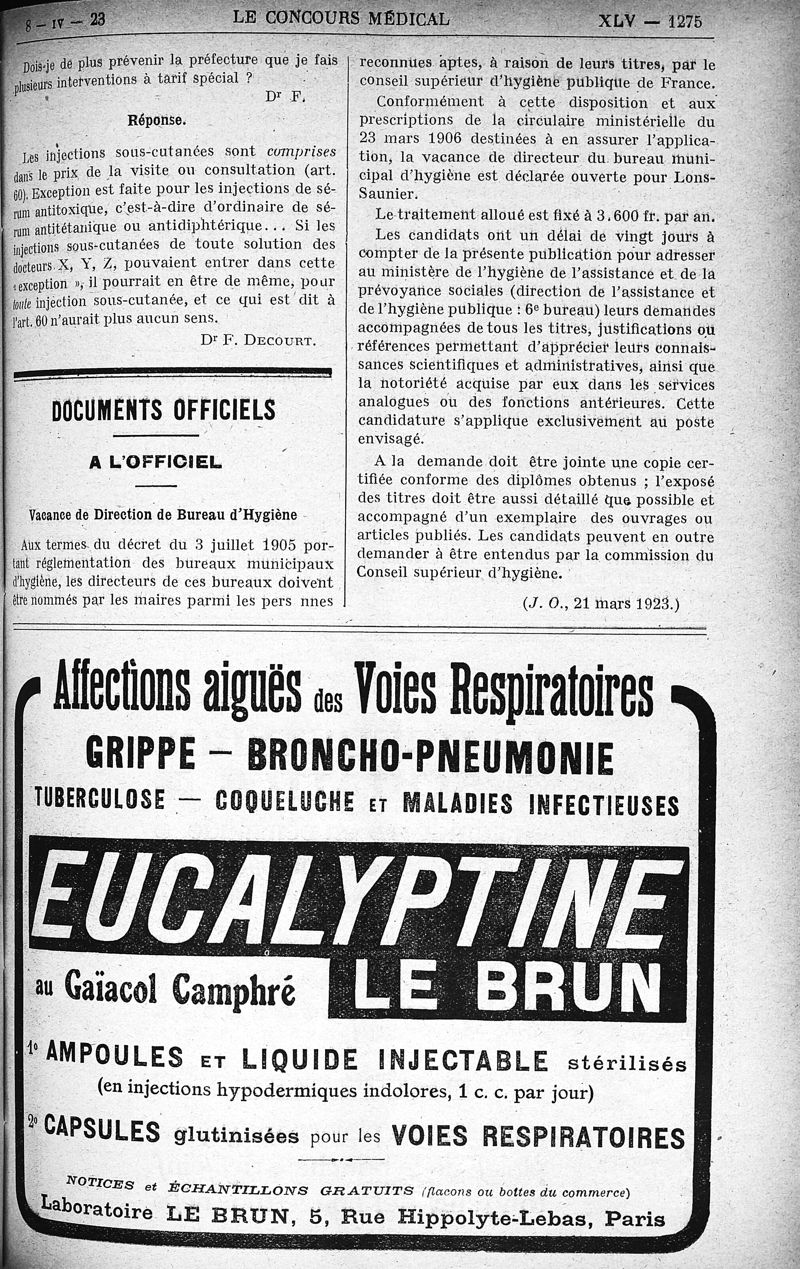 8 — IV — 23 LE CONCOURS MÉDICAL XLV — 1275
Dois-je de plus prévenir la préfecture que je fais
plusieurs interventions à tarif spécial ?
Dr F.
Réponse.
Les injections sous-cutanées sont comprises
dans le prix de la visite ou consultation (art.
60). Exception est faite pour les injections de sé-
rum antitoxique, c'est-à-dire d'ordinaire de sé-
rum antitétanique ou antidiphtérique... Si les
injections sous-cutanées de toute solution des
docteurs X, Y, Z, pouvaient entrer dans cette
« exception », il pourrait en être de même, pour
toute injection sous-cutanée, et ce qui est dit à
l'art. 60 n'aurait plus aucun sens.
Dr F. DECOURT.
DOCUMENTS OFFICIELS
A L'OFFICIEL
Vacance de Direction de Bureau d'Hygiène
Aux termes du décret du 3 juillet 1905 por-
tant réglementation des bureaux municipaux
d'hygiène, les directeurs de ces bureaux doivent
être nommés par les maires parmi les pers nnes
reconnues aptes, à raison de leurs titres, par le
conseil supérieur d'hygiène publique de France.
Conformément à cette disposition et aux
prescriptions de la circulaire ministérielle du
23 mars 1906 destinées à en assurer l'applica-
tion, la vacance de directeur du bureau muni-
cipal d'hygiène est déclarée ouverte pour Lons-
Saunier.
Le traitement alloué est fixé à 3.600 fr. par an.
Les candidats ont un délai de vingt jours à
compter de la présente publication pour adresser
au ministère de l'hygiène de l'assistance et de la
prévoyance sociales (direction de l'assistance et
de l'hygiène publique : 6e bureau) leurs demandes
accompagnées de tous les titres, justifications ou
références permettant d'apprécier leurs connais-
sances scientifiques et administratives, ainsi que
la notoriété acquise par eux dans les services
analogues ou des fonctions antérieures. Cette
candidature s'applique exclusivement au poste
envisagé.
A la demande doit être jointe une copie cer-
tifiée conforme des diplômes obtenus ; l'exposé
des titres doit être aussi détaillé que possible et
accompagné d'un exemplaire des ouvrages ou
articles publiés. Les candidats peuvent en outre
demander à être entendus par la commission du
Conseil supérieur d'hygiène.
(J. O., 21 mars 1923.)
Affections aiguës des Voies Respiratoires
GRIPPE — BRONCHO-PNEUMONIE
TUBERCULOSE — COQUELUCHE ET MALADIES INFECTIEUSES
EUCALYPTINE
au Gaïacol Camphré LE BRUN
1° AMPOULES ET LIQUIDE INJECTABLE stérilisés
(en injections hypodermiques indolores, 1 c. c. par jour)
2° CAPSULES glutinisées pour les VOIES RESPIRATOIRES
NOTICES et ÉCHANTILLONS GRATUITS (flacons ou bottes du commerce)
Laboratoire LE BRUN, 5, Rue Hippolyte-Lebas, Paris